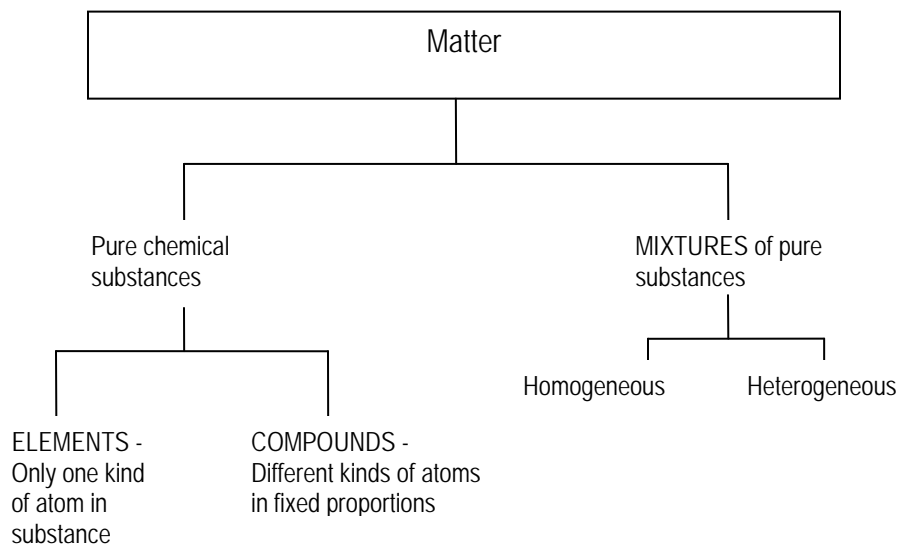 Matter
Pure chemical
substances
MIXTURES of pure
substances
Homogeneous
Heterogeneous
ELEMENTS -
Only one kind
of atom in
substance
COMPOUNDS -
Different kinds of atoms
in fixed proportions